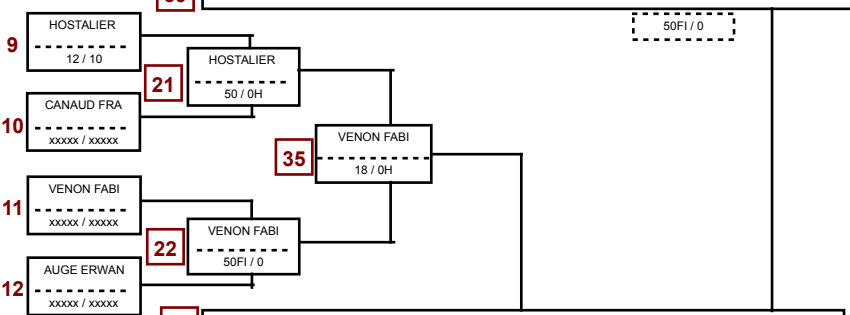 50FI / 0
9
HOSTALIER
12 / 10
21
HOSTALIER
50 / 0H
10
CANAUD FRA
xxxxx / xxxxx
35
VENON FABI
18 / 0H
11
VENON FABI
xxxxx / xxxxx
22
VENON FABI
50FI / 0
12
AUGE ERWAN
xxxxx / xxxxx